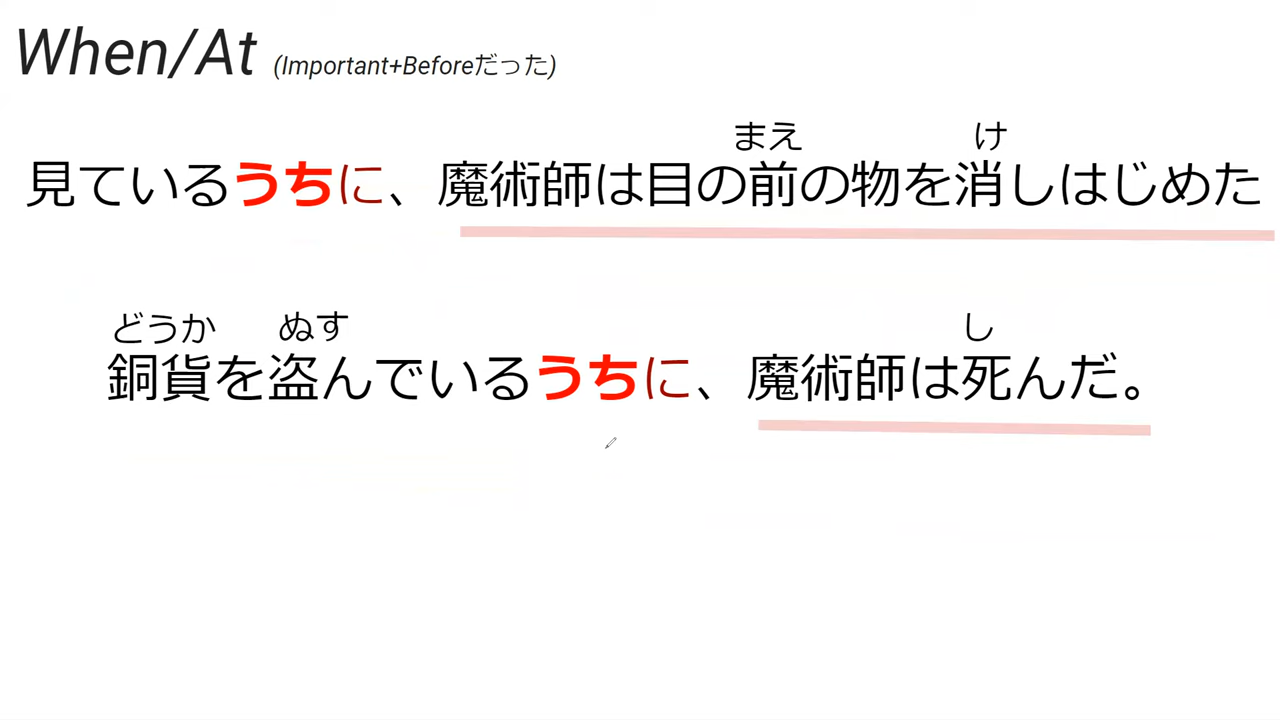 When/At (Important+Beforeだった)
まえ け
見ているうちに、魔術師は目の前の物を消しはじめた
どうか ぬす し
銅貨を盗んでいるうちに、魔術師は死んだ。